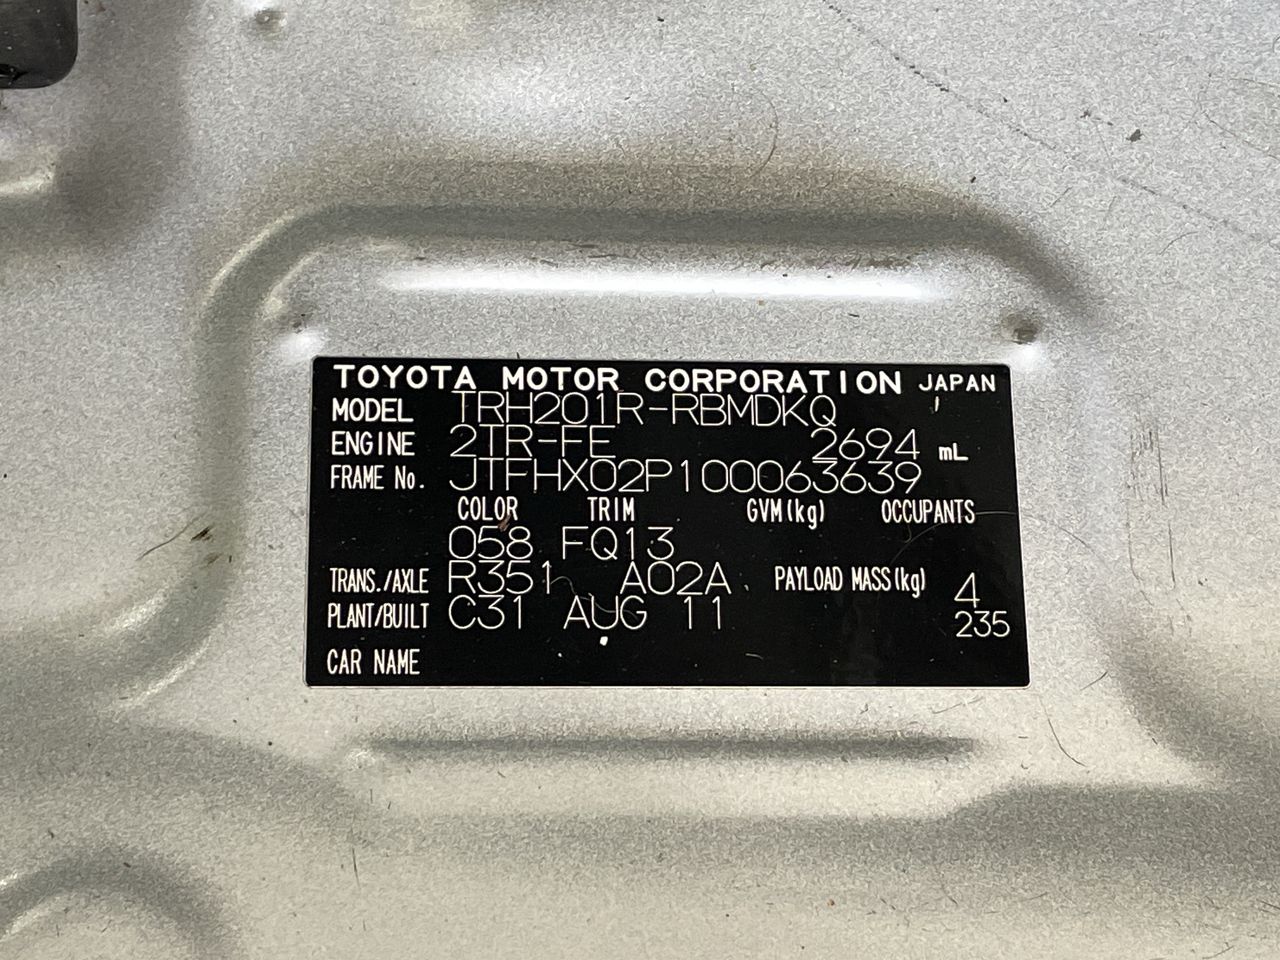 TOYOTA MOTOR CORPORATION JAPAN
MODEL TRH201R-RBMDKQ
ENGINE 2TR-FE 2694 mL
FRAME No. JTFHX02P100063639
COLOR TRIM GVM(kg) OCCUPANTS
058 FQ13
TRANS./AXLE R351 A02A PAYLOAD MASS(kg) 4
PLANT/BUILT C31 AUG 11 235
CAR NAME